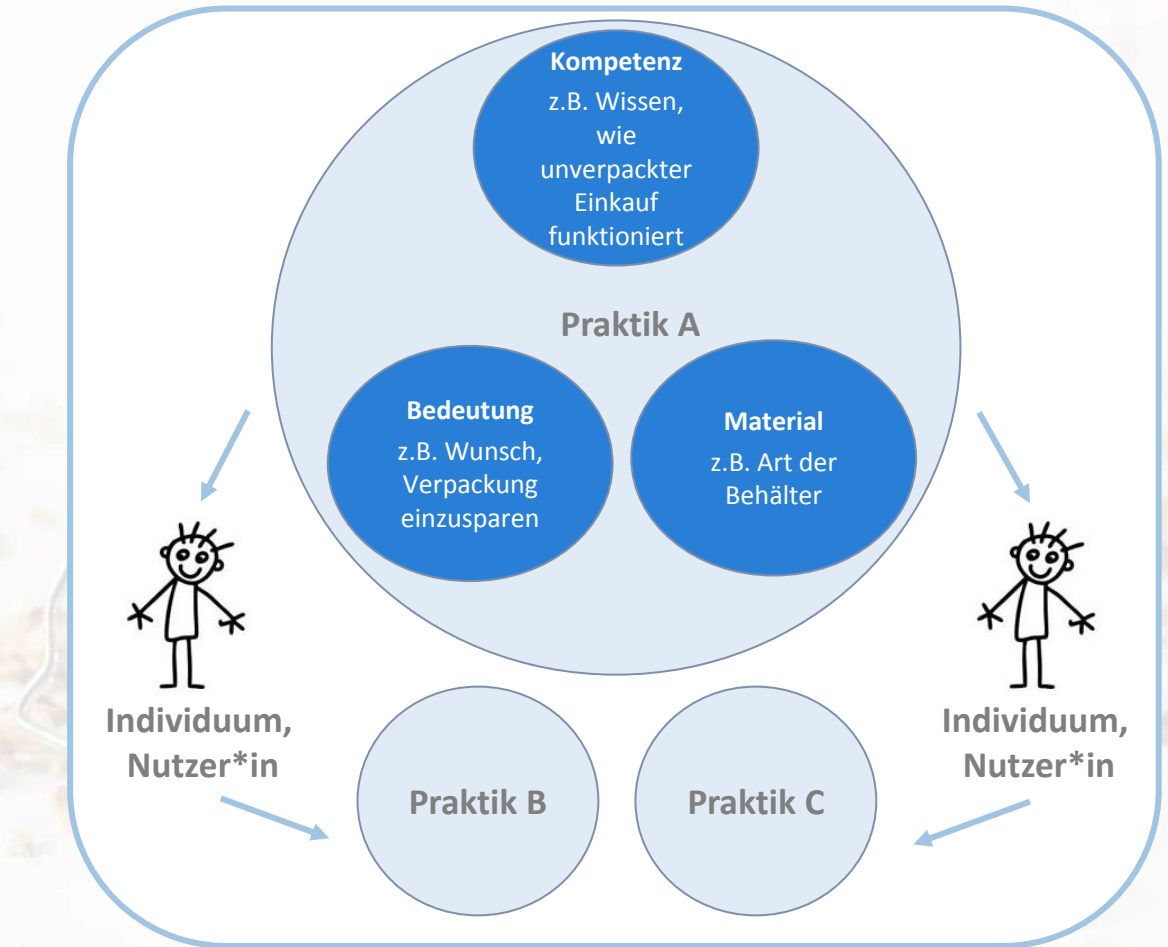 Kompetenz
z.B. Wissen,
wie
unverpackter
Einkauf
funktioniert
Praktik A
Bedeutung
z.B. Wunsch,
Verpackung
einzusparen
Material
z.B. Art der
Behälter
Individuum,
Nutzer*in
Individuum,
Nutzer*in
Praktik B
Praktik C